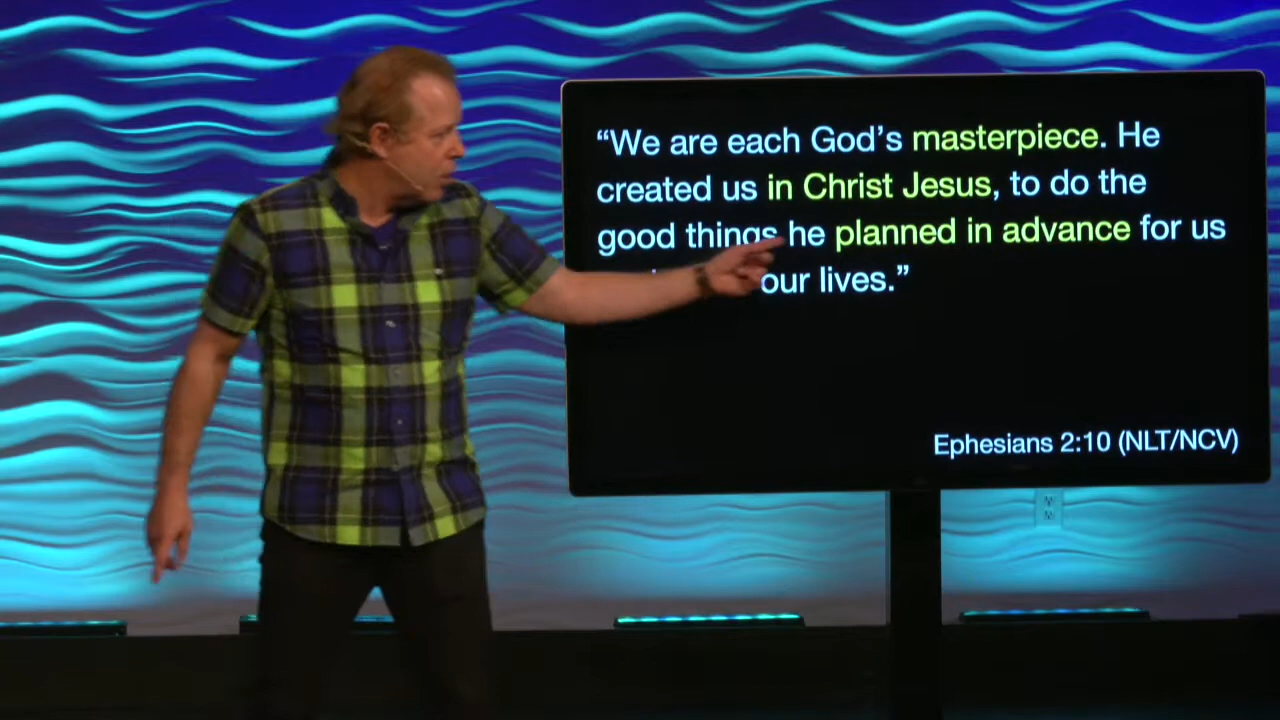 “We are each God’s masterpiece. He
created us in Christ Jesus, to do the
good things he planned in advance for us
our lives.”
Ephesians 2:10 (NLT/NCV)